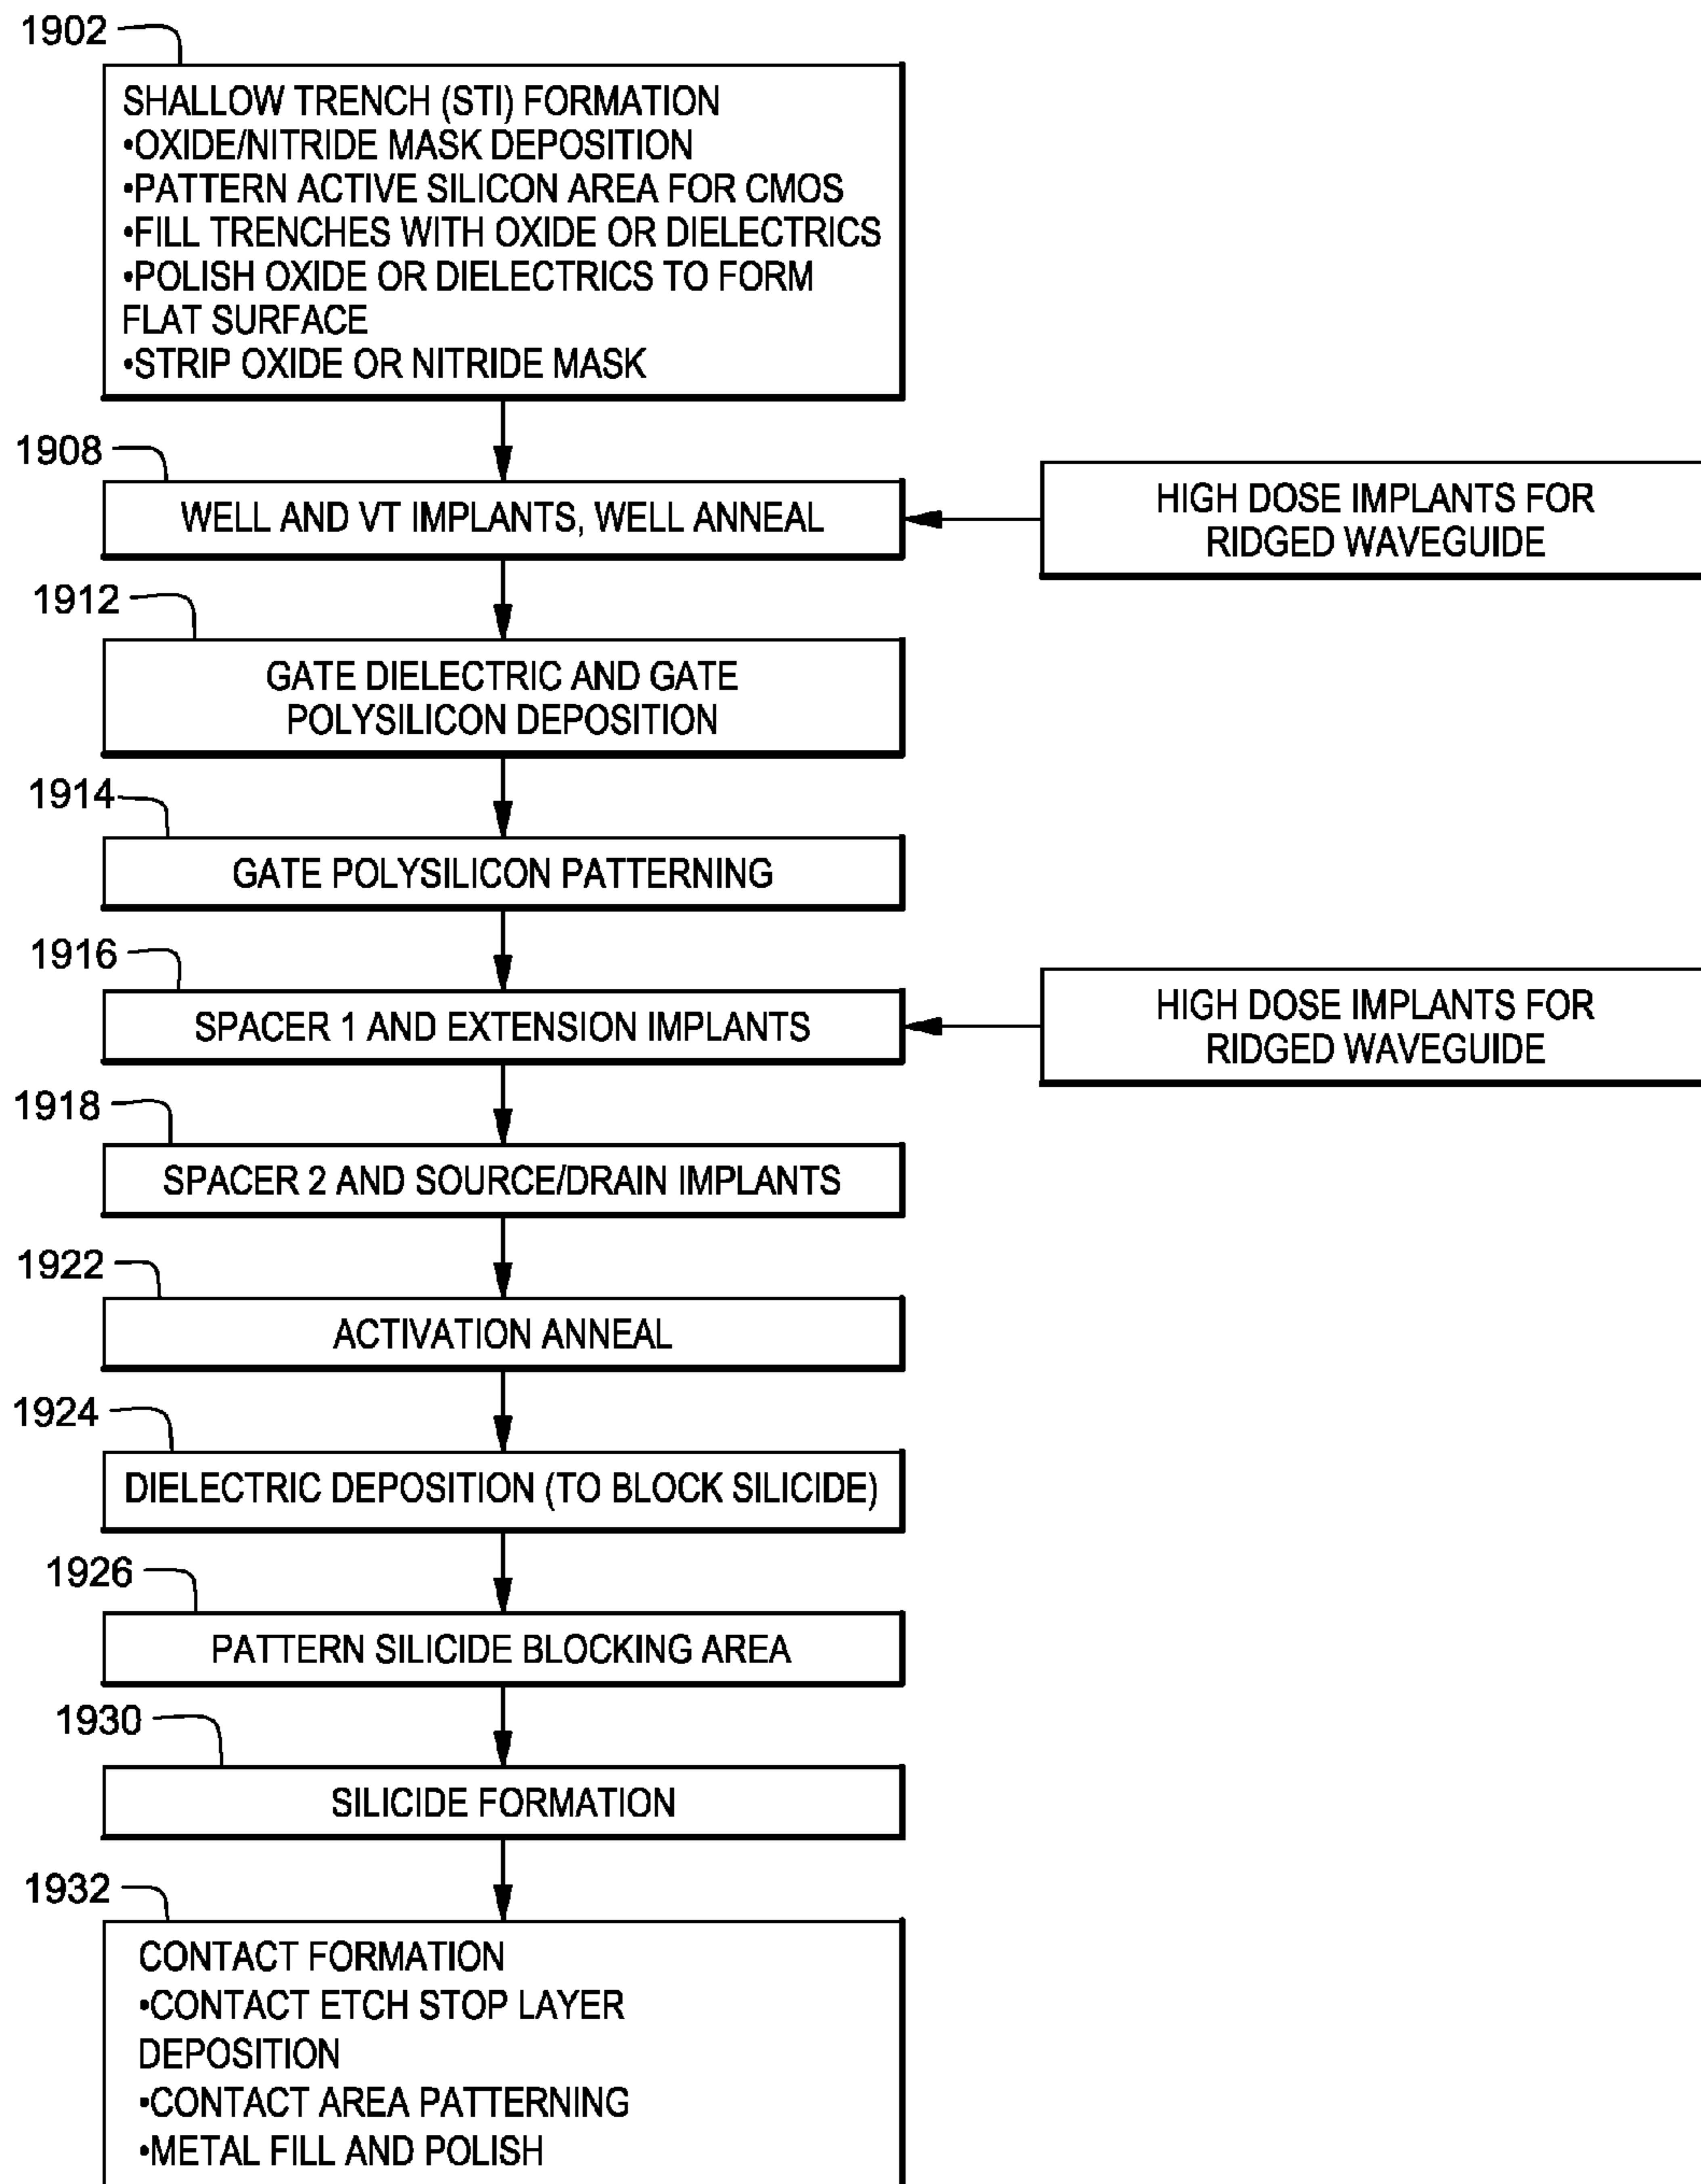 1902
SHALLOW TRENCH (STI) FORMATION
•OXIDE/NITRIDE MASK DEPOSITION
•PATTERN ACTIVE SILICON AREA FOR CMOS
•FILL TRENCHES WITH OXIDE OR DIELECTRICS
•POLISH OXIDE OR DIELECTRICS TO FORM
FLAT SURFACE
•STRIP OXIDE OR NITRIDE MASK
1908
WELL AND VT IMPLANTS, WELL ANNEAL
HIGH DOSE IMPLANTS FOR
RIDGED WAVEGUIDE
1912
GATE DIELECTRIC AND GATE
POLYSILICON DEPOSITION
1914
GATE POLYSILICON PATTERNING
1916
SPACER 1 AND EXTENSION IMPLANTS
HIGH DOSE IMPLANTS FOR
RIDGED WAVEGUIDE
1918
SPACER 2 AND SOURCE/DRAIN IMPLANTS
1922
ACTIVATION ANNEAL
1924
DIELECTRIC DEPOSITION (TO BLOCK SILICIDE)
1926
PATTERN SILICIDE BLOCKING AREA
1930
SILICIDE FORMATION
1932
CONTACT FORMATION
•CONTACT ETCH STOP LAYER
DEPOSITION
•CONTACT AREA PATTERNING
•METAL FILL AND POLISH